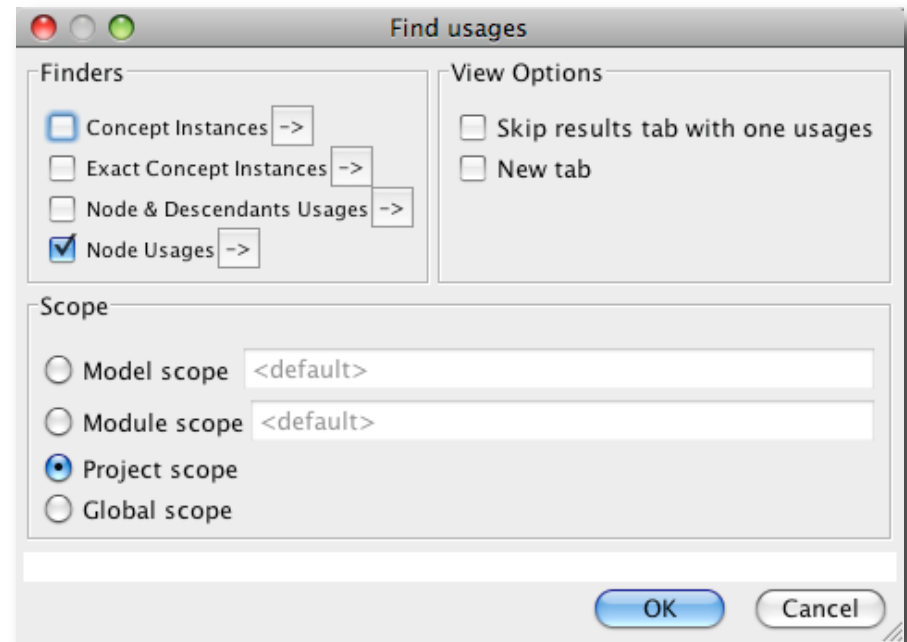 Find usages
Finders
Concept Instances ->
Exact Concept Instances ->
Node & Descendants Usages ->
Node Usages ->
View Options
Skip results tab with one usages
New tab
Scope
Model scope <default>
Module scope <default>
Project scope
Global scope
OK Cancel